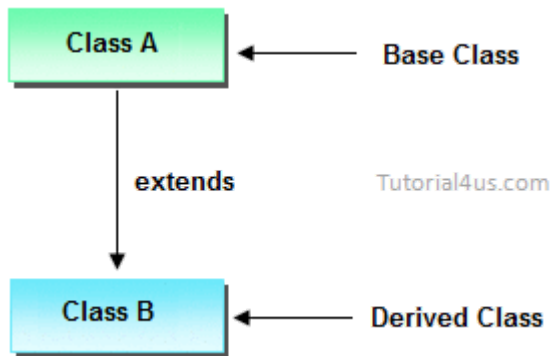 Class A
Base Class
extends
Tutorial4us.com
Class B
Derived Class